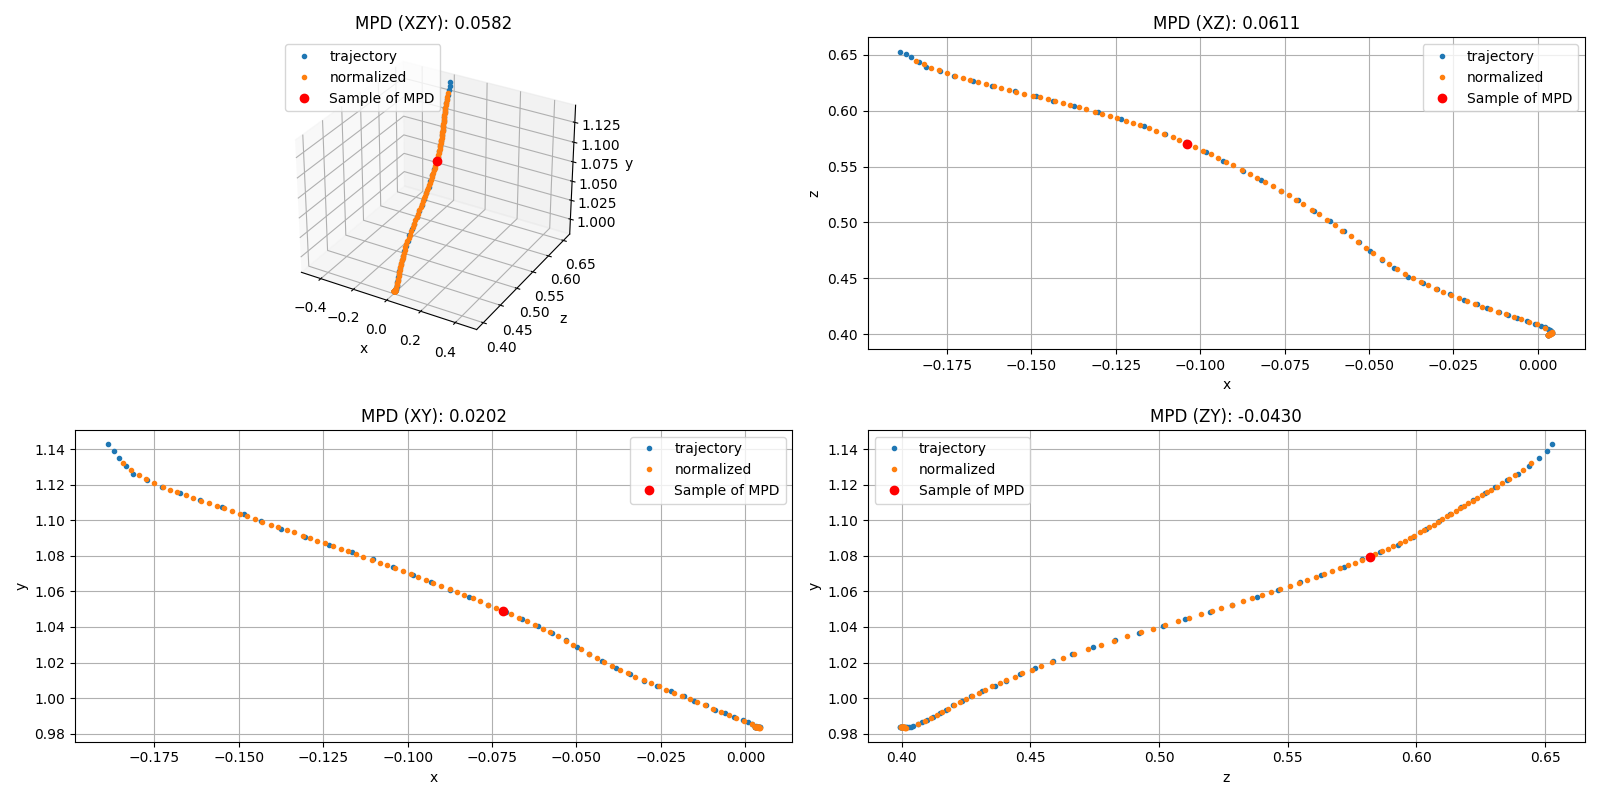 MPD (XZY): 0.0582
trajectory
normalized
Sample of MPD
1.125
1.100
1.075
1.050
1.025
1.000
y
0.65
0.60
0.55
0.50
0.45
0.40
z
−0.4
−0.2
0.0
0.2
0.4
x
MPD (XZ): 0.0611
trajectory
normalized
Sample of MPD
0.65
0.60
0.55
0.50
0.45
0.40
z
−0.175 −0.150 −0.125 −0.100 −0.075 −0.050 −0.025 0.000
x
MPD (XY): 0.0202
trajectory
normalized
Sample of MPD
1.14
1.12
1.10
1.08
1.06
1.04
1.02
1.00
0.98
y
−0.175 −0.150 −0.125 −0.100 −0.075 −0.050 −0.025 0.000
x
MPD (ZY): -0.0430
trajectory
normalized
Sample of MPD
1.14
1.12
1.10
1.08
1.06
1.04
1.02
1.00
0.98
y
0.40 0.45 0.50 0.55 0.60 0.65
z